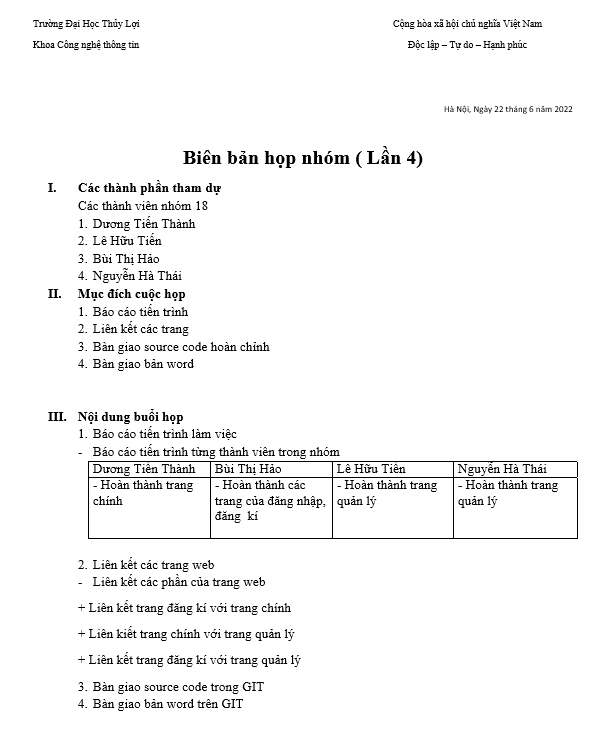 Trường Đại Học Thủy Lợi
Cộng hòa xã hội chủ nghĩa Việt Nam
Khoa Công nghệ thông tin
Độc lập – Tự do – Hạnh phúc
Hà Nội, Ngày 22 tháng 6 năm 2022
Biên bản họp nhóm ( Lần 4)
I. Các thành phần tham dự
Các thành viên nhóm 18
1. Dương Tiến Thành
2. Lê Hữu Tiến
3. Bùi Thị Hảo
4. Nguyễn Hà Thái
II. Mục đích cuộc họp
1. Báo cáo tiến trình
2. Liên kết các trang
3. Bàn giao source code hoàn chính
4. Bàn giao bản word
III. Nội dung buổi họp
1. Báo cáo tiến trình làm việc
- Báo cáo tiến trình từng thành viên trong nhóm
Dương Tiến Thành
Bùi Thị Hảo
Lê Hữu Tiến
Nguyễn Hà Thái
- Hoàn thành trang
chính
- Hoàn thành các
trang của đăng nhập,
đăng kí
- Hoàn thành trang
quản lý
- Hoàn thành trang
quản lý
2. Liên kết các trang web
- Liên kết các phần của trang web
+ Liên kết trang đăng kí với trang chính
+ Liên kiết trang chính với trang quản lý
+ Liên kết trang đăng kí với trang quản lý
3. Bàn giao source code trong GIT
4. Bàn giao bản word trên GIT